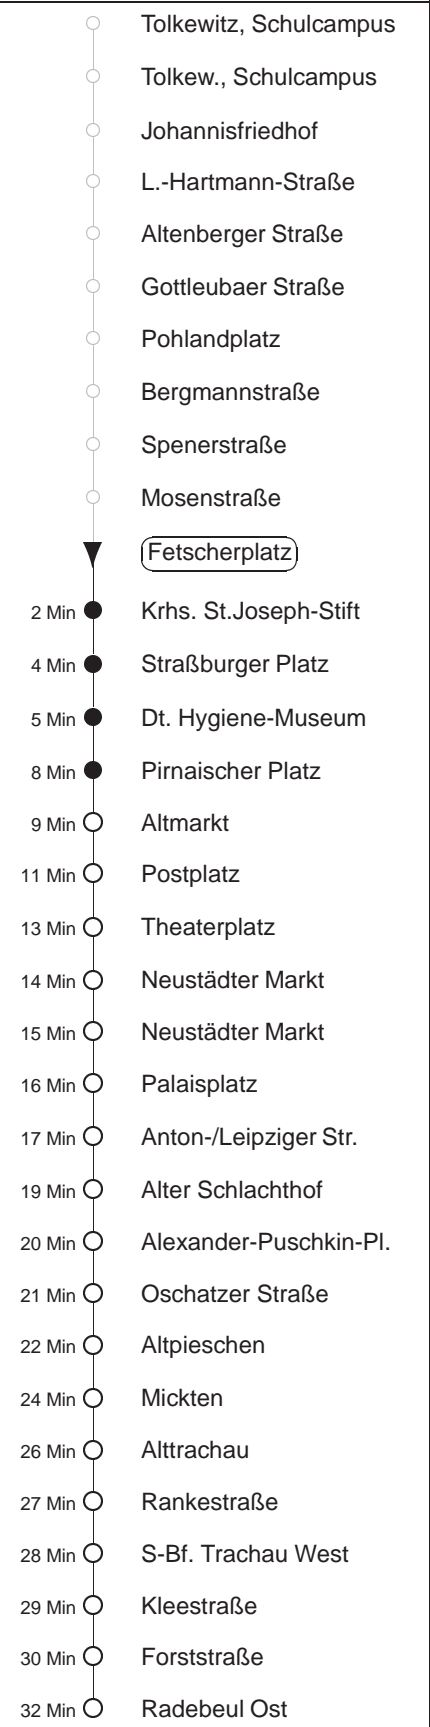 Tolkewitz, Schulcampus
Tolkew., Schulcampus
Johannisfriedhof
L.-Hartmann-Straße
Altenberger Straße
Gottleubaer Straße
Pohlandplatz
Bergmannstraße
Spenerstraße
Mosenstraße
Fetscherplatz
2 Min Krhs. St.Joseph-Stift
4 Min Straßburger Platz
5 Min Dt. Hygiene-Museum
8 Min Pirnaischer Platz
9 Min Altmarkt
11 Min Postplatz
13 Min Theaterplatz
14 Min Neustädter Markt
15 Min Neustädter Markt
16 Min Palaisplatz
17 Min Anton-/Leipziger Str.
19 Min Alter Schlachthof
20 Min Alexander-Puschkin-Pl.
21 Min Oschatzer Straße
22 Min Altpieschen
24 Min Mickten
26 Min Alttrachau
27 Min Rankestraße
28 Min S-Bf. Trachau West
29 Min Kleestraße
30 Min Forststraße
32 Min Radebeul Ost